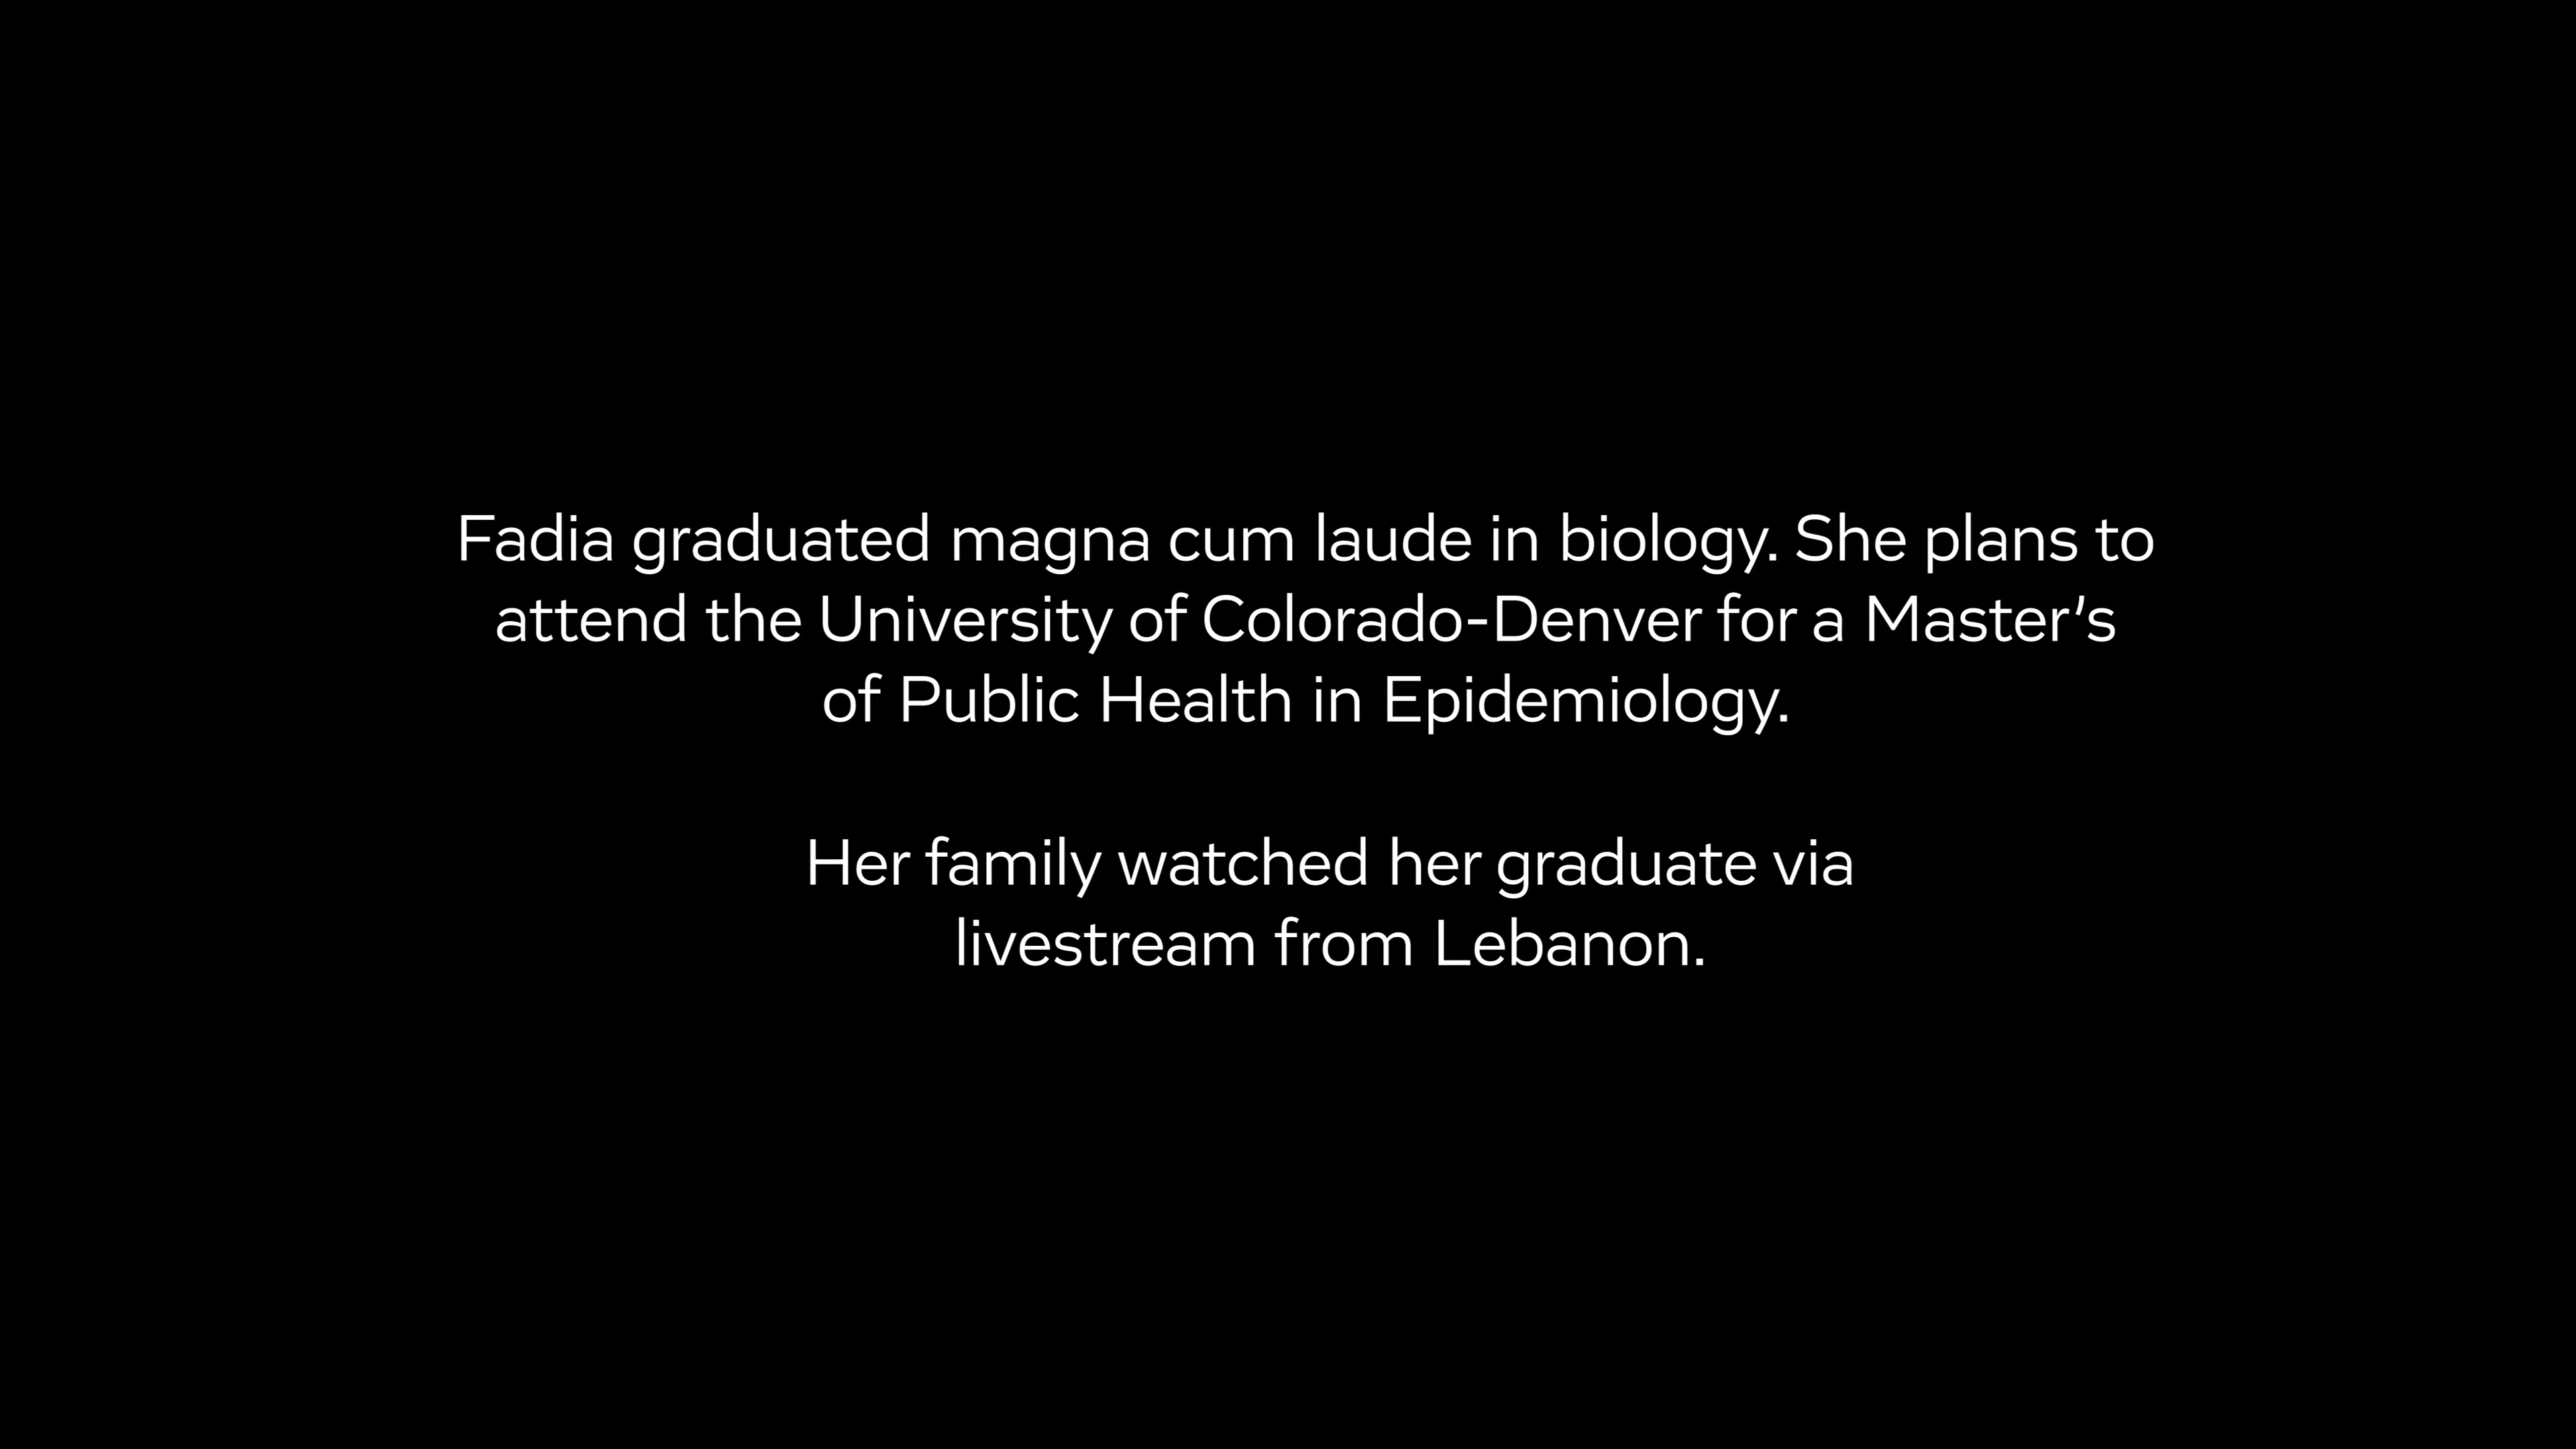 Fadia graduated magna cum laude in biology. She plans to
attend the University of Colorado-Denver for a Master’s
of Public Health in Epidemiology.
Her family watched her graduate via
livestream from Lebanon.